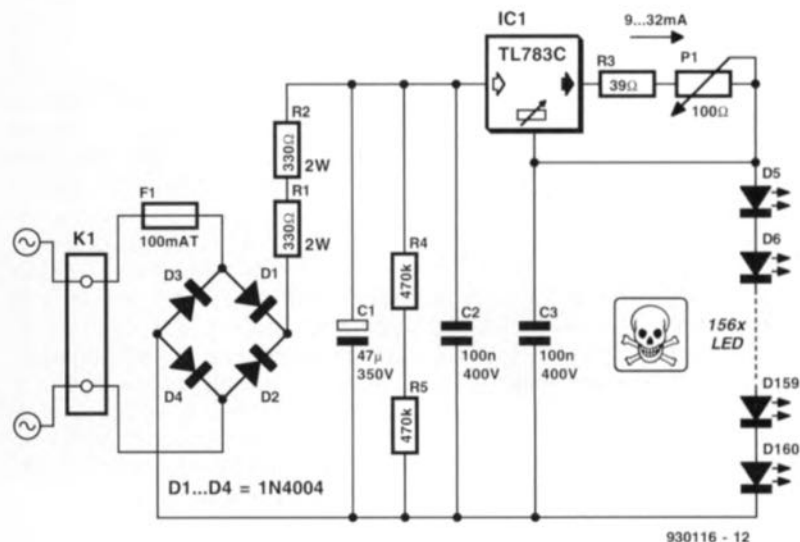 IC1
9...32mA
TL783C
R3
P1
39Ω
100Ω
R2
330Ω
2W
F1
R1
330Ω
2W
100mAT
K1
D5
D3
D1
R4
470k
D6
C1
C2
C3
156x
LED
47μ
350V
100n
400V
100n
400V
D4
D2
R5
470k
D159
D160
D1...D4 = 1N4004
930116 - 12